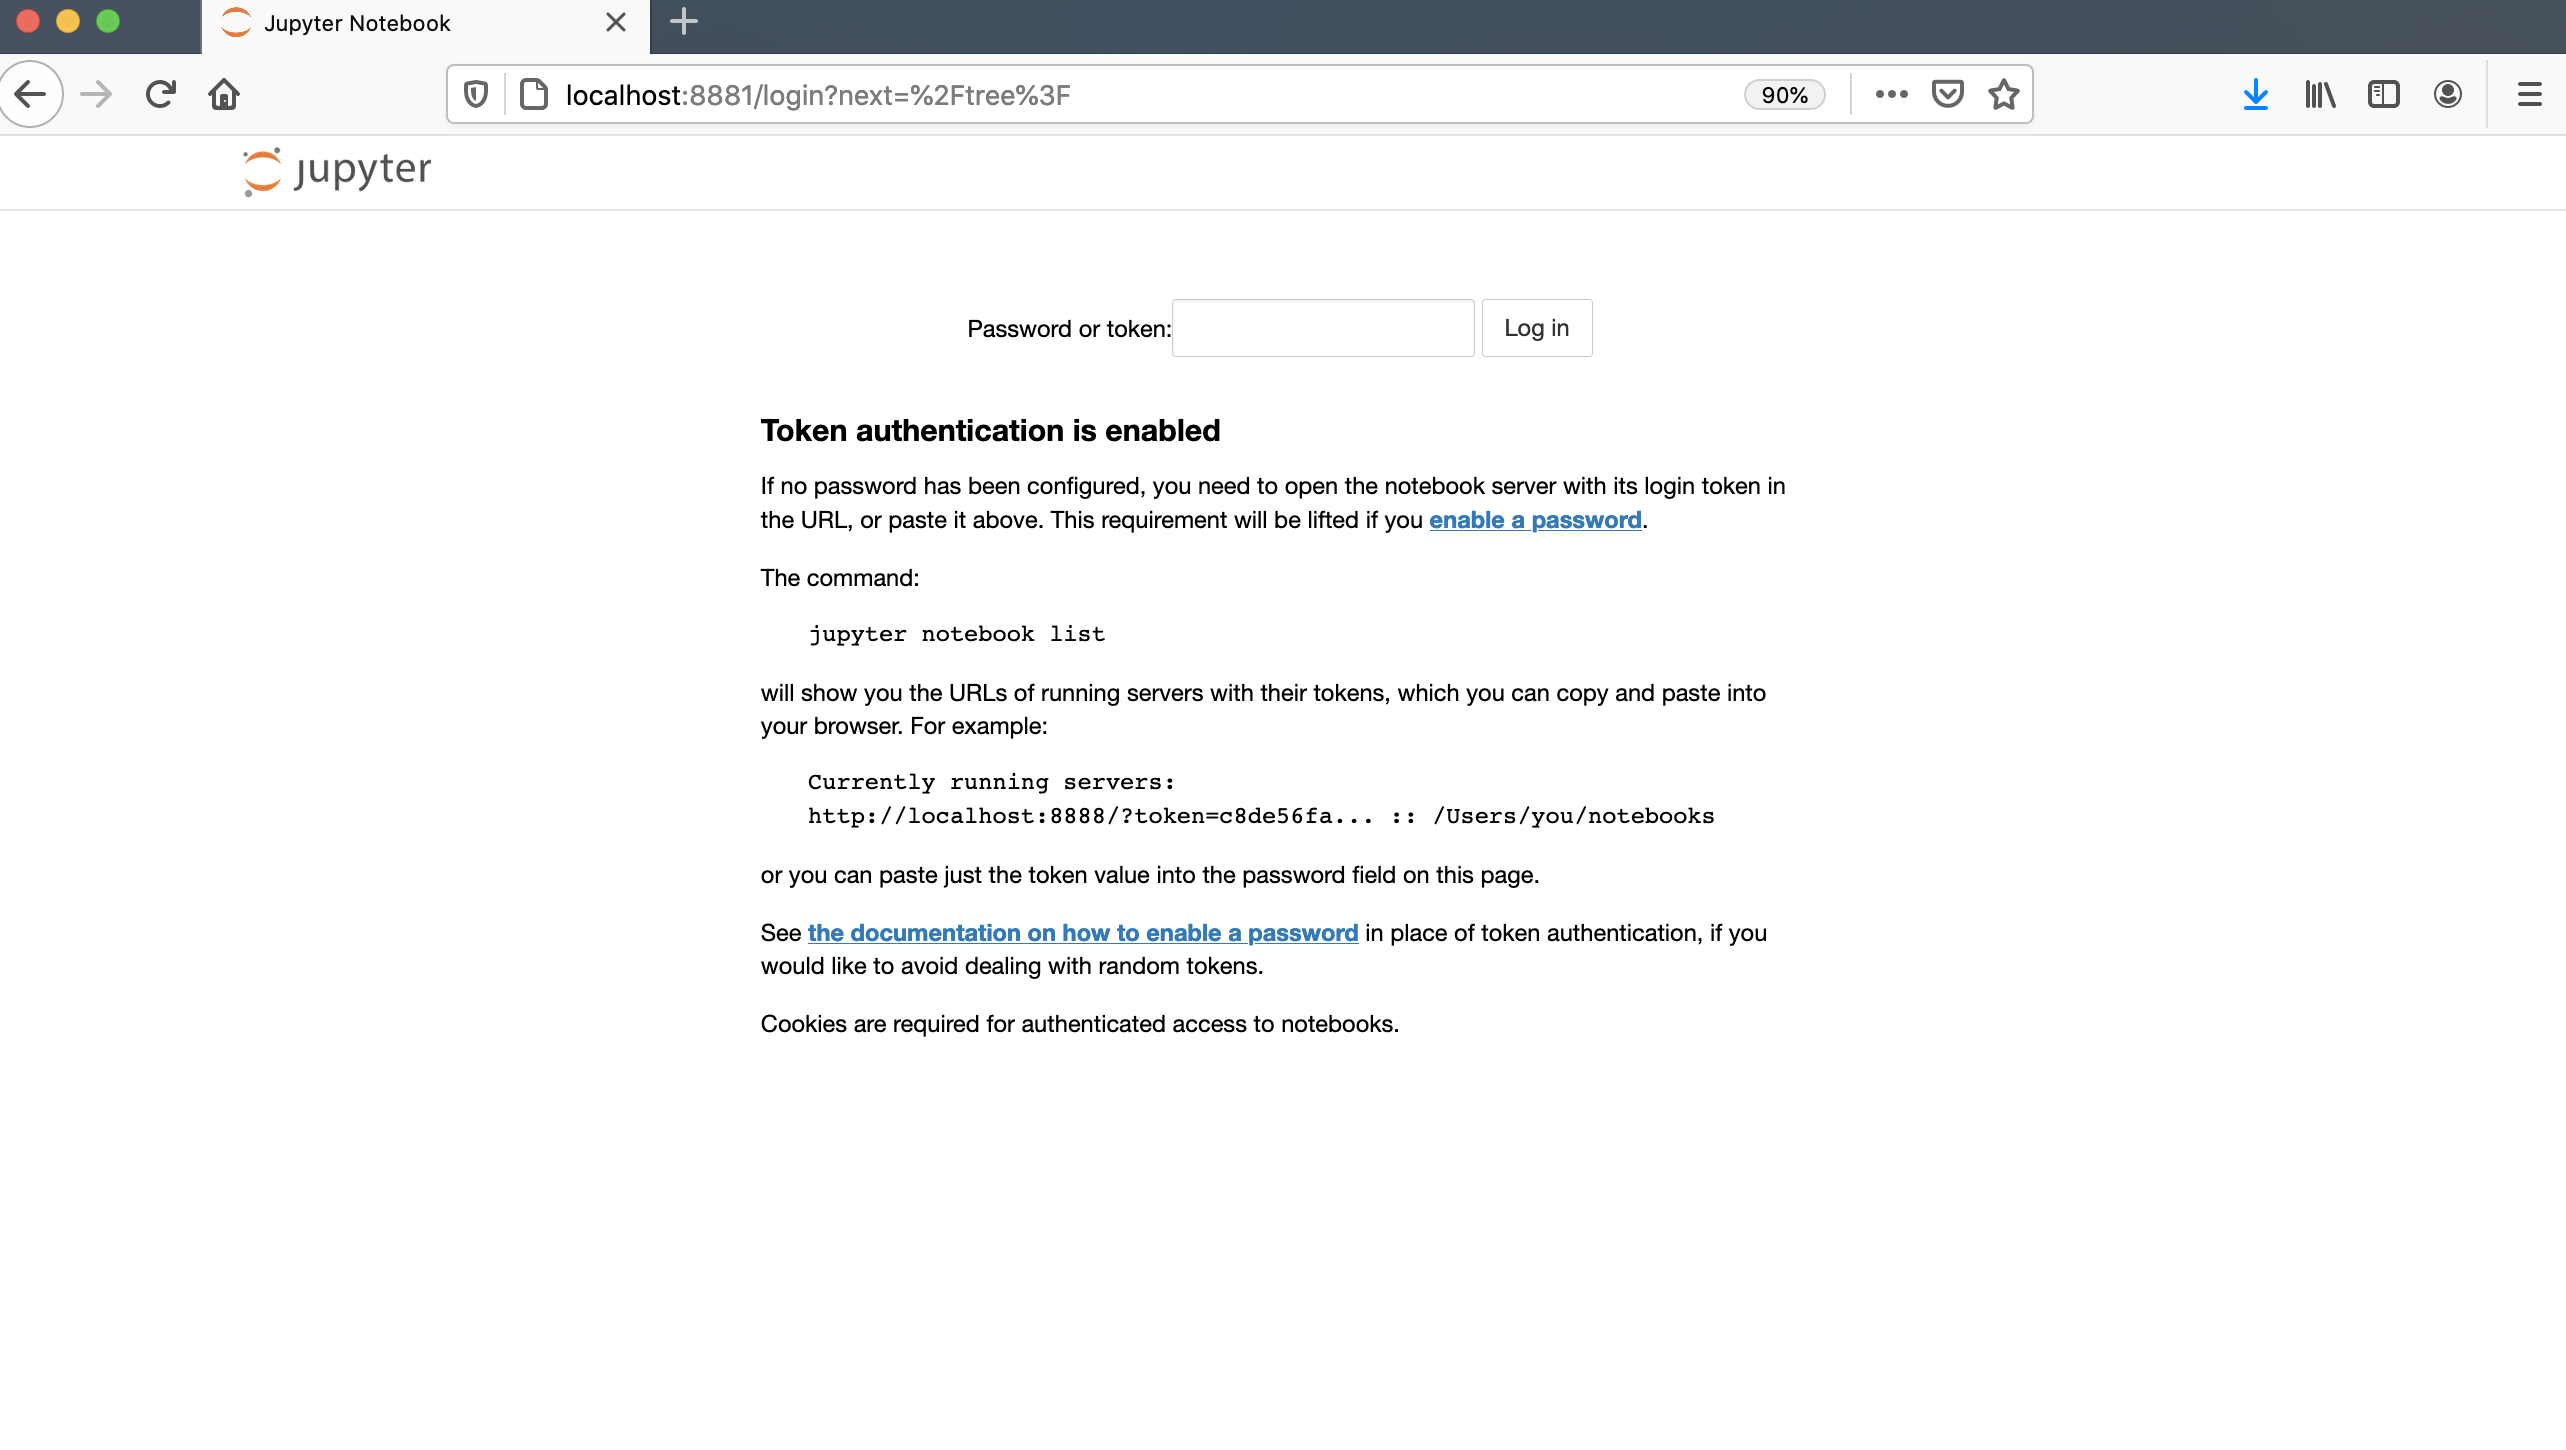 Jupyter Notebook
localhost:8881/login?next=%2Ftree%3F
90%
jupyter
Password or token:
Log in
Token authentication is enabled
If no password has been configured, you need to open the notebook server with its login token in
the URL, or paste it above. This requirement will be lifted if you enable a password.
The command:
jupyter notebook list
will show you the URLs of running servers with their tokens, which you can copy and paste into
your browser. For example:
Currently running servers:
http://localhost:8888/?token=c8de56fa... :: /Users/you/notebooks
or you can paste just the token value into the password field on this page.
See the documentation on how to enable a password in place of token authentication, if you
would like to avoid dealing with random tokens.
Cookies are required for authenticated access to notebooks.